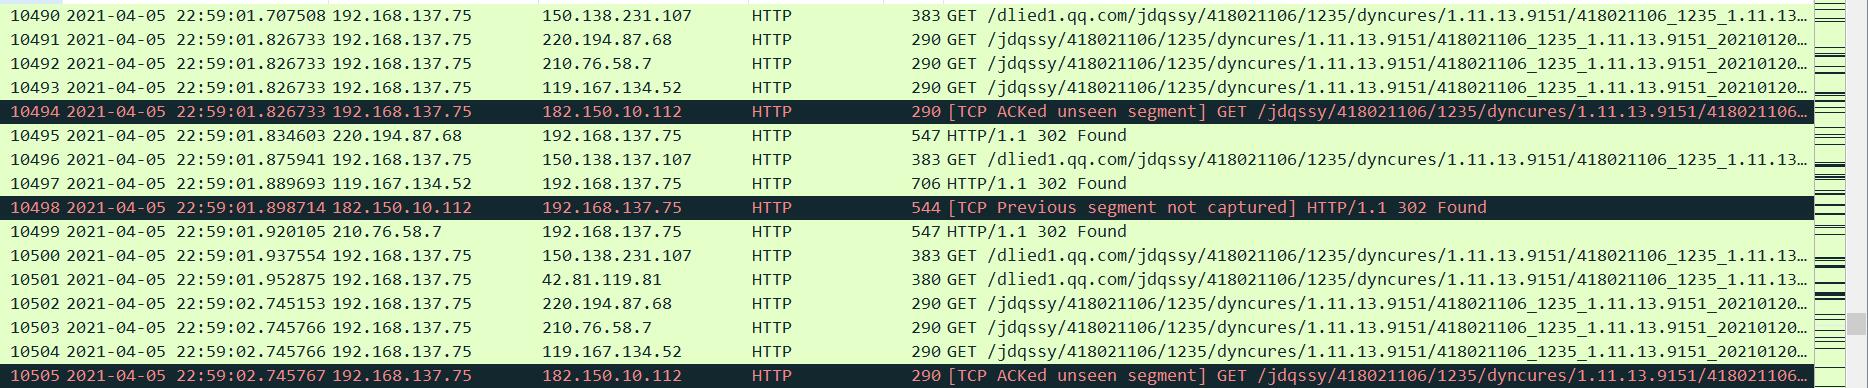 10490 2021-04-05 22:59:01.707508 192.168.137.75 150.138.231.107 HTTP 383 GET /dlied1.qq.com/jdqssy/418021106/1235/dyncures/1.11.13.9151/418021106_1235_1.11.13…
10491 2021-04-05 22:59:01.826733 192.168.137.75 220.194.87.68 HTTP 290 GET /jdqssy/418021106/1235/dyncures/1.11.13.9151/418021106_1235_1.11.13.9151_20210120…
10492 2021-04-05 22:59:01.826733 192.168.137.75 210.76.58.7 HTTP 290 GET /jdqssy/418021106/1235/dyncures/1.11.13.9151/418021106_1235_1.11.13.9151_20210120…
10493 2021-04-05 22:59:01.826733 192.168.137.75 119.167.134.52 HTTP 290 GET /jdqssy/418021106/1235/dyncures/1.11.13.9151/418021106_1235_1.11.13.9151_20210120…
10494 2021-04-05 22:59:01.826733 192.168.137.75 182.150.10.112 HTTP 290 [TCP ACKed unseen segment] GET /jdqssy/418021106/1235/dyncures/1.11.13.9151/418021106…
10495 2021-04-05 22:59:01.834603 220.194.87.68 192.168.137.75 HTTP 547 HTTP/1.1 302 Found
10496 2021-04-05 22:59:01.875941 192.168.137.75 150.138.137.107 HTTP 383 GET /dlied1.qq.com/jdqssy/418021106/1235/dyncures/1.11.13.9151/418021106_1235_1.11.13…
10497 2021-04-05 22:59:01.889693 119.167.134.52 192.168.137.75 HTTP 706 HTTP/1.1 302 Found
10498 2021-04-05 22:59:01.898714 182.150.10.112 192.168.137.75 HTTP 544 [TCP Previous segment not captured] HTTP/1.1 302 Found
10499 2021-04-05 22:59:01.920105 210.76.58.7 192.168.137.75 HTTP 547 HTTP/1.1 302 Found
10500 2021-04-05 22:59:01.937554 192.168.137.75 150.138.231.107 HTTP 383 GET /dlied1.qq.com/jdqssy/418021106/1235/dyncures/1.11.13.9151/418021106_1235_1.11.13…
10501 2021-04-05 22:59:01.952875 192.168.137.75 42.81.119.81 HTTP 380 GET /dlied1.qq.com/jdqssy/418021106/1235/dyncures/1.11.13.9151/418021106_1235_1.11.13…
10502 2021-04-05 22:59:02.745153 192.168.137.75 220.194.87.68 HTTP 290 GET /jdqssy/418021106/1235/dyncures/1.11.13.9151/418021106_1235_1.11.13.9151_20210120…
10503 2021-04-05 22:59:02.745766 192.168.137.75 210.76.58.7 HTTP 290 GET /jdqssy/418021106/1235/dyncures/1.11.13.9151/418021106_1235_1.11.13.9151_20210120…
10504 2021-04-05 22:59:02.745766 192.168.137.75 119.167.134.52 HTTP 290 GET /jdqssy/418021106/1235/dyncures/1.11.13.9151/418021106_1235_1.11.13.9151_20210120…
10505 2021-04-05 22:59:02.745767 192.168.137.75 182.150.10.112 HTTP 290 [TCP ACKed unseen segment] GET /jdqssy/418021106/1235/dyncures/1.11.13.9151/418021106…